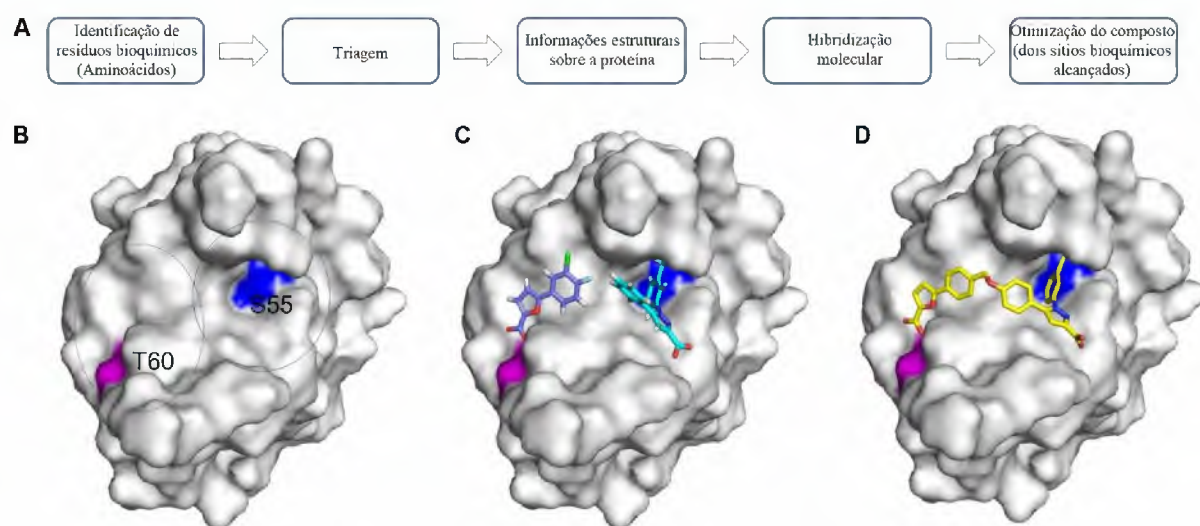 A
Identificação de
resíduos bioquímicos
(Aminoácidos)
Triagem
Informações estruturais
sobre a proteína
Hibridização
molecular
Otimização do composto
(dois sítios bioquímicos
alcançados)
B
C
D
S55
T60